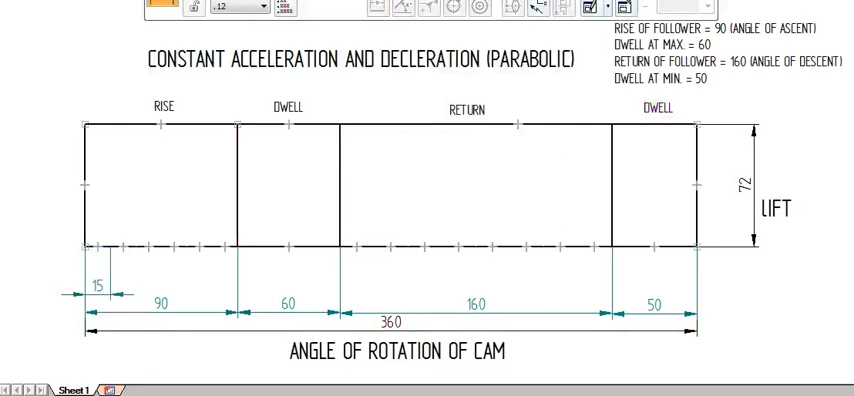 .12
RISE OF FOLLOWER = 90 (ANGLE OF ASCENT)
DWELL AT MAX. = 60
RETURN OF FOLLOWER = 160 (ANGLE OF DESCENT)
DWELL AT MIN. = 50
CONSTANT ACCELERATION AND DECLERATION (PARABOLIC)
RISE DWELL RETURN DWELL
72
LIFT
15
90 60 160 50
360
ANGLE OF ROTATION OF CAM
Sheet1